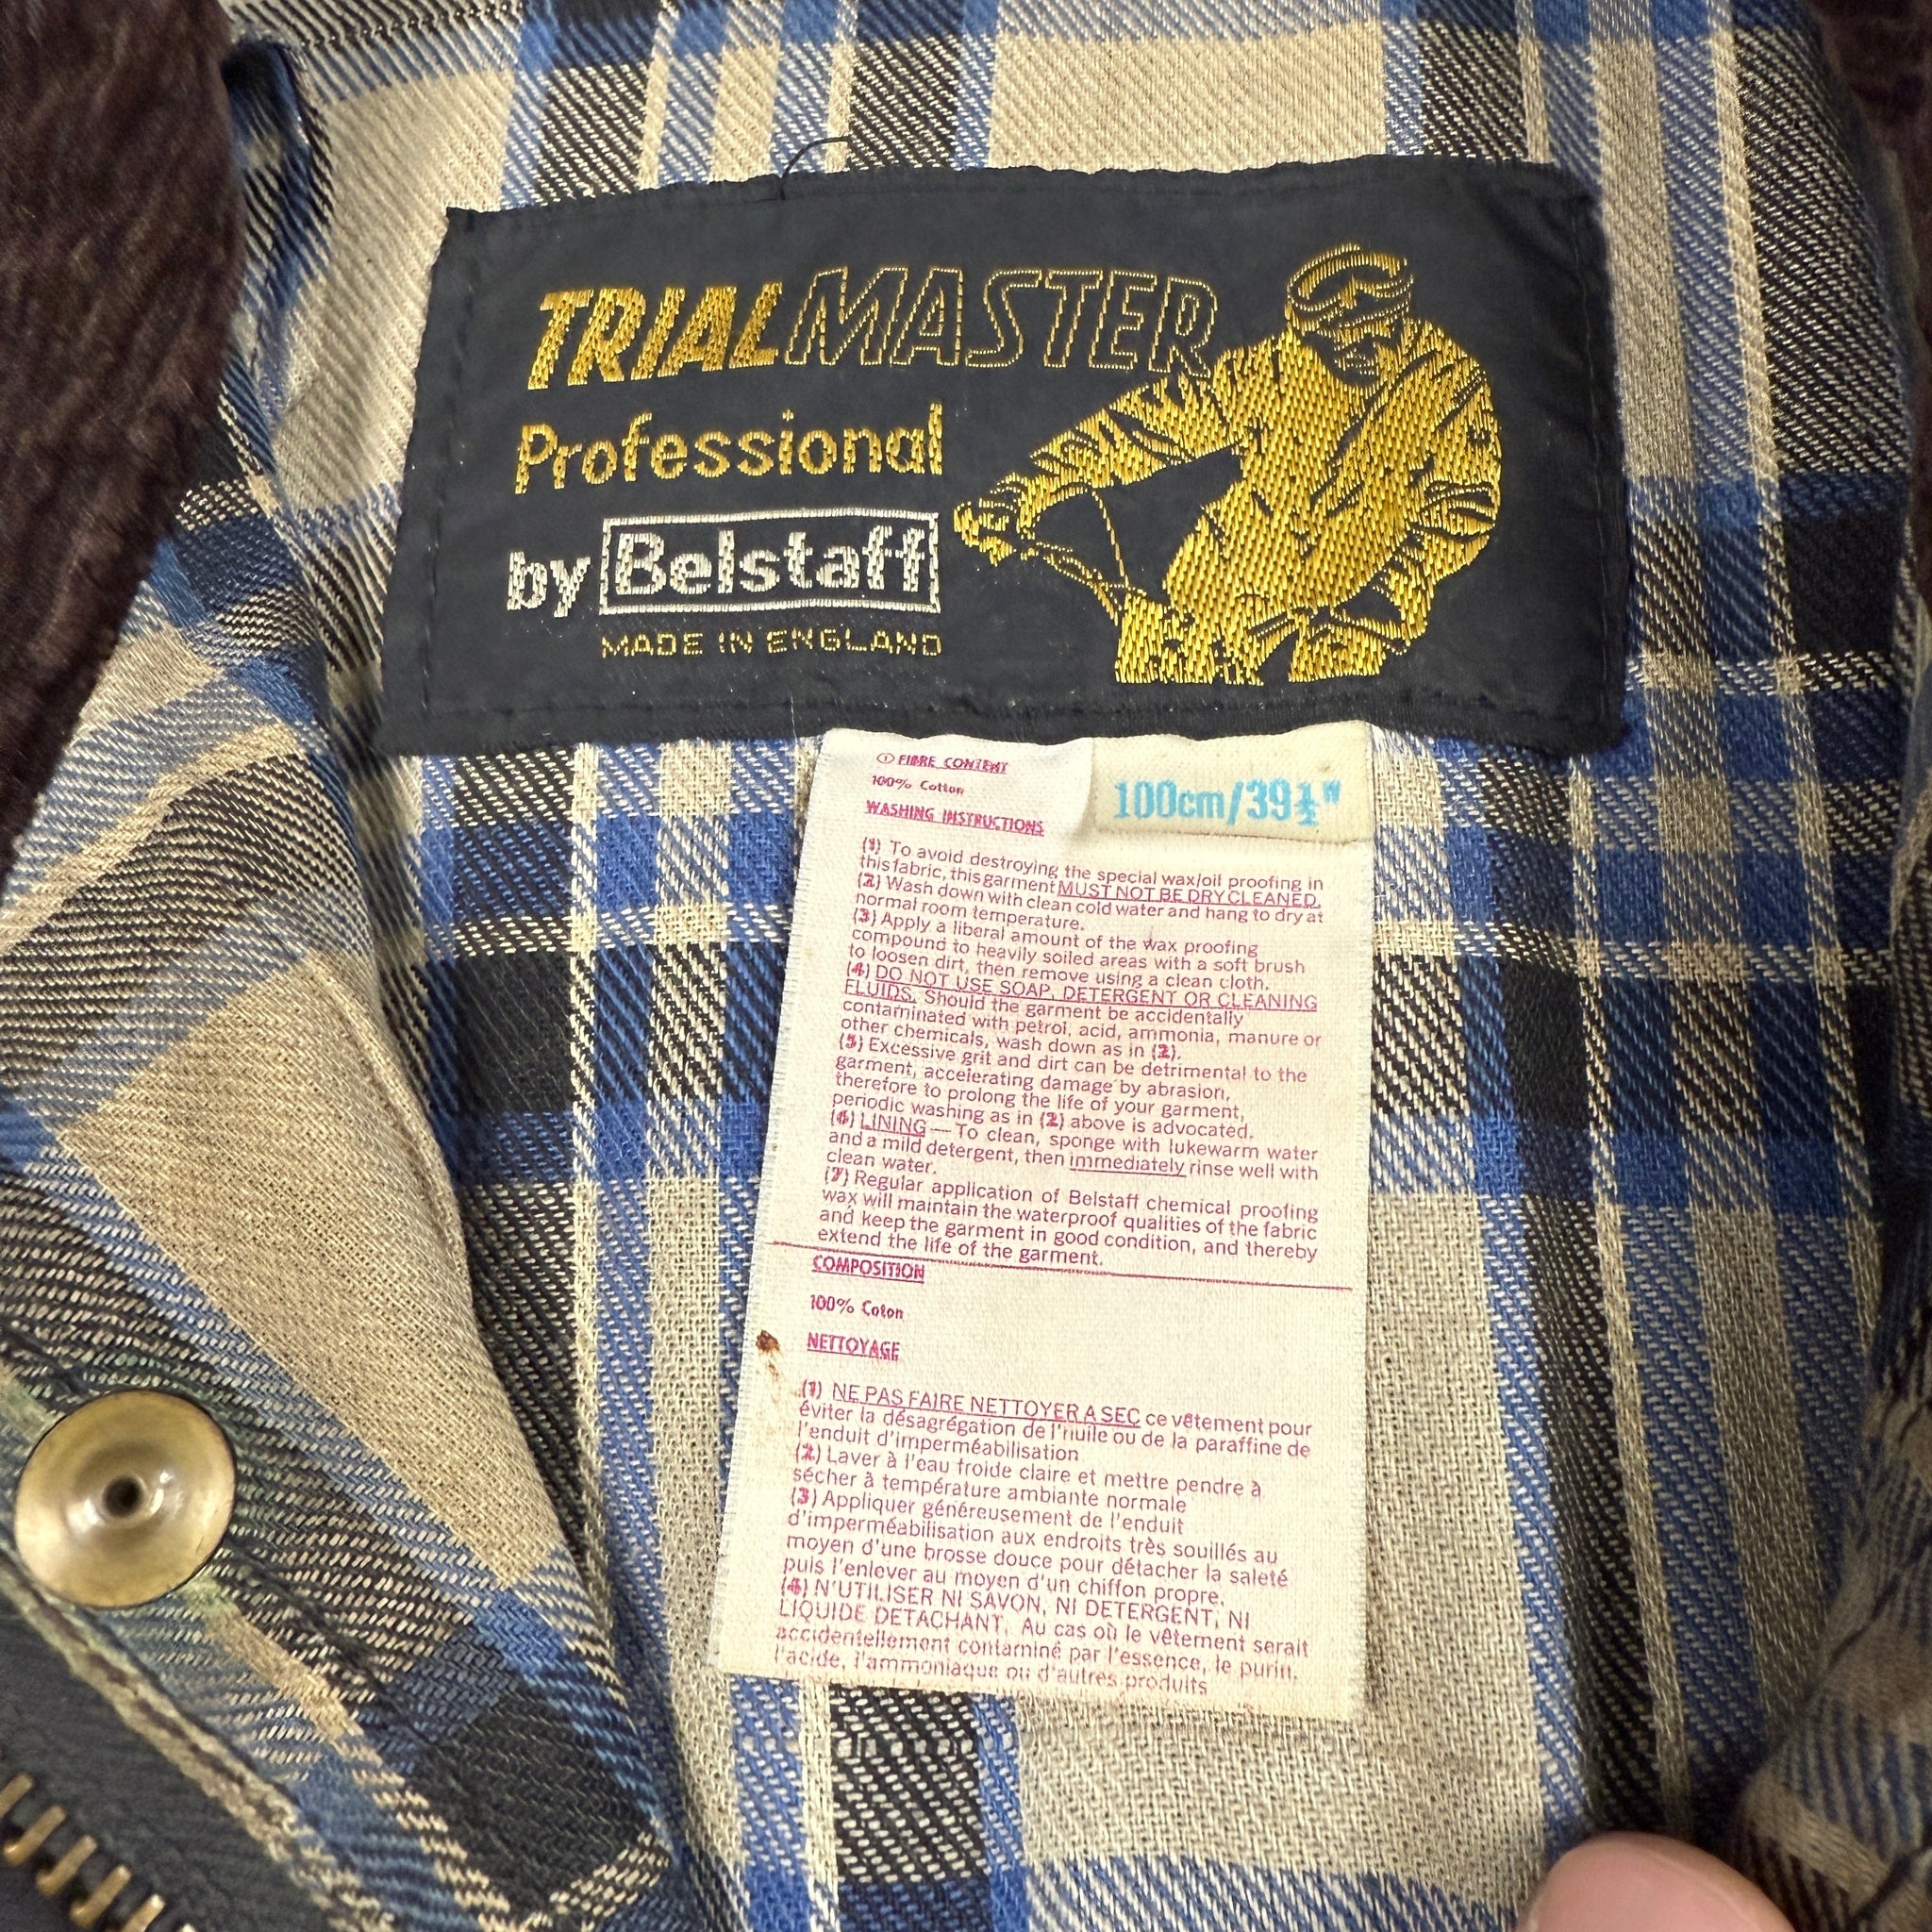 TRIALMASTER
Professional
by Belstaff
MADE IN ENGLAND
① FIBRE CONTENT
100% Cotton
100cm/39½"
WASHING INSTRUCTIONS
(1) To avoid destroying the special wax/oil proofing in
this fabric, this garment MUST NOT BE DRY CLEANED.
(2) Wash down with clean cold water and hang to dry at
normal room temperature.
(3) Apply a liberal amount of the wax proofing
compound to heavily soiled areas with a soft brush
to loosen dirt, then remove using a clean cloth.
(4) DO NOT USE SOAP, DETERGENT OR CLEANING
FLUIDS. Should the garment be accidentally
contaminated with petrol, acid, ammonia, manure or
other chemicals, wash down as in (2).
(5) Excessive grit and dirt can be detrimental to the
garment, accelerating damage by abrasion,
therefore to prolong the life of your garment,
periodic washing as in (2) above is advocated.
(6) LINING — To clean, sponge with lukewarm water
and a mild detergent, then immediately rinse well with
clean water.
(7) Regular application of Belstaff chemical proofing
wax will maintain the waterproof qualities of the fabric
and keep the garment in good condition, and thereby
extend the life of the garment.
COMPOSITION
100% Coton
NETTOYAGE
(1) NE PAS FAIRE NETTOYER A SEC ce vêtement pour
éviter la désagrégation de l'huile ou de la paraffine de
l'enduit d'imperméabilisation
(2) Laver à l'eau froide claire et mettre pendre à
sécher à température ambiante normale
(3) Appliquer généreusement de l'enduit
d'imperméabilisation aux endroits très souillés au
moyen d'une brosse douce pour détacher la saleté
puis l'enlever au moyen d'un chiffon propre.
(4) N'UTILISER NI SAVON, NI DETERGENT, NI
LIQUIDE DETACHANT. Au cas où le vêtement serait
accidentellement contaminé par l'essence, le purin,
l'acide, l'ammoniaque ou d'autres produits